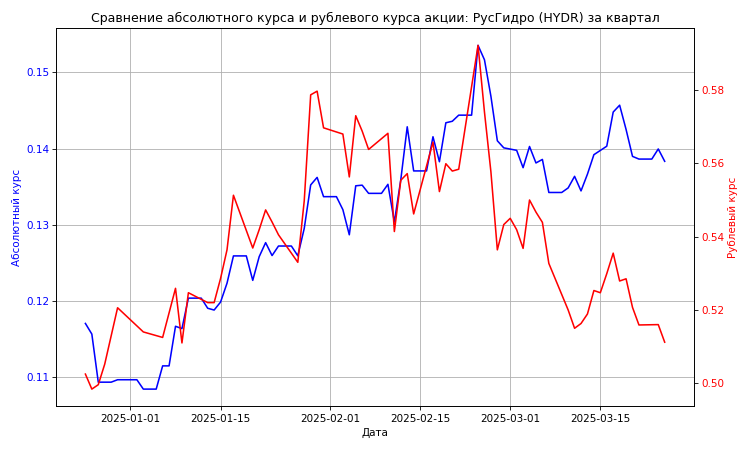 Сравнение абсолютного курса и рублевого курса акции: РусГидро (HYDR) за квартал
0.15
0.14
0.13
0.12
0.11
Абсолютный курс
0.58
0.56
0.54
0.52
0.50
Рублевый курс
2025-01-01 2025-01-15 2025-02-01 2025-02-15 2025-03-01 2025-03-15
Дата